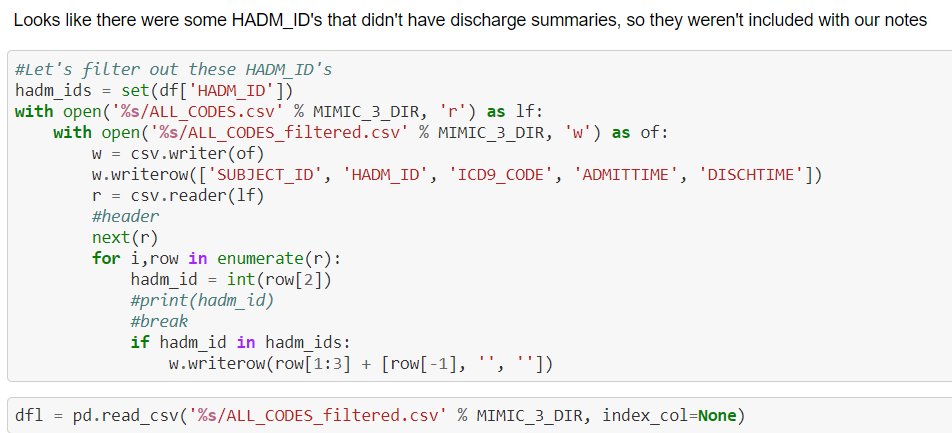 Looks like there were some HADM_ID's that didn't have discharge summaries, so they weren't included with our notes
#Let's filter out these HADM_ID's
hadm_ids = set(df['HADM_ID'])
with open('%s/ALL_CODES.csv' % MIMIC_3_DIR, 'r') as lf:
    with open('%s/ALL_CODES_filtered.csv' % MIMIC_3_DIR, 'w') as of:
        w = csv.writer(of)
        w.writerow(['SUBJECT_ID', 'HADM_ID', 'ICD9_CODE', 'ADMITTIME', 'DISCHTIME'])
        r = csv.reader(lf)
        #header
        next(r)
        for i,row in enumerate(r):
            hadm_id = int(row[2])
            #print(hadm_id)
            #break
            if hadm_id in hadm_ids:
                w.writerow(row[1:3] + [row[-1], '', ''])
dfl = pd.read_csv('%s/ALL_CODES_filtered.csv' % MIMIC_3_DIR, index_col=None)